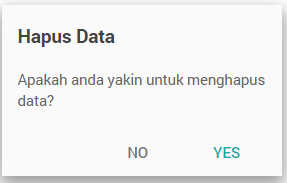 Hapus Data
Apakah anda yakin untuk menghapus
data?
NO YES